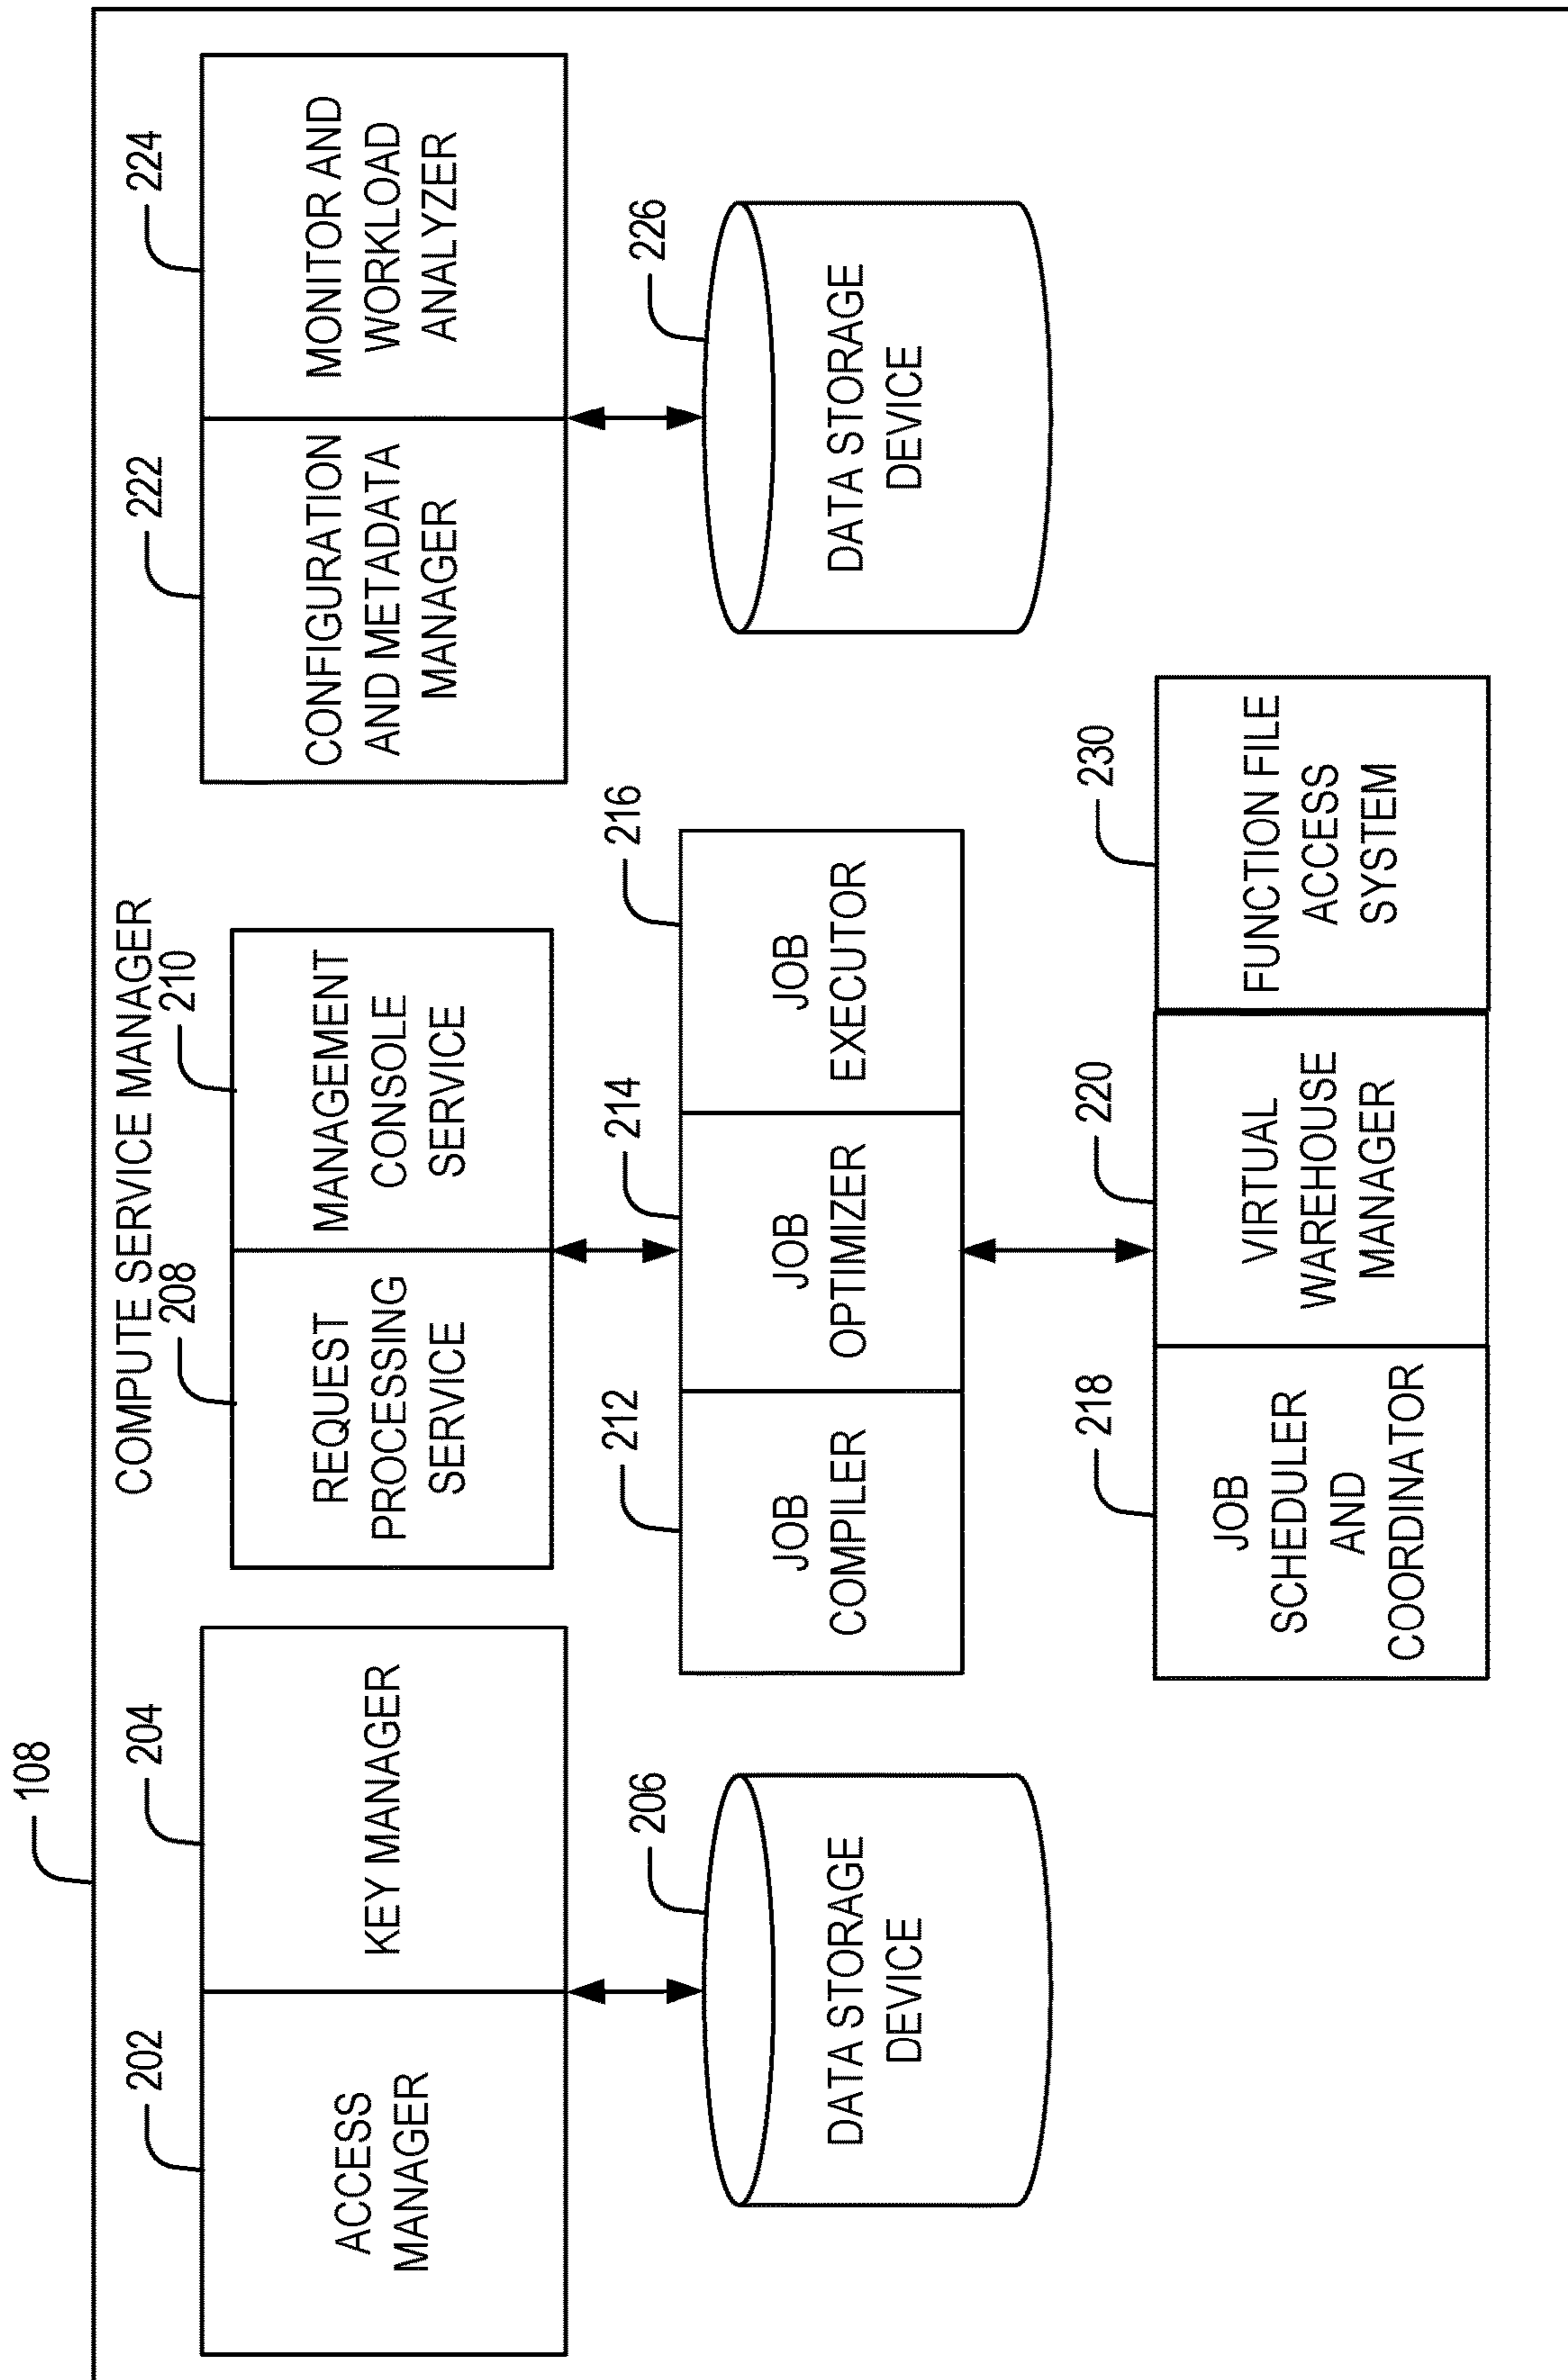 108
COMPUTE SERVICE MANAGER
202
204
ACCESS
MANAGER
KEY MANAGER
206
DATA STORAGE
DEVICE
208
210
REQUEST
PROCESSING
SERVICE
MANAGEMENT
CONSOLE
SERVICE
212
214
216
JOB
COMPILER
JOB
OPTIMIZER
JOB
EXECUTOR
218
220
230
JOB
SCHEDULER
AND
COORDINATOR
VIRTUAL
WAREHOUSE
MANAGER
FUNCTION FILE
ACCESS
SYSTEM
222
224
CONFIGURATION
AND METADATA
MANAGER
MONITOR AND
WORKLOAD
ANALYZER
226
DATA STORAGE
DEVICE